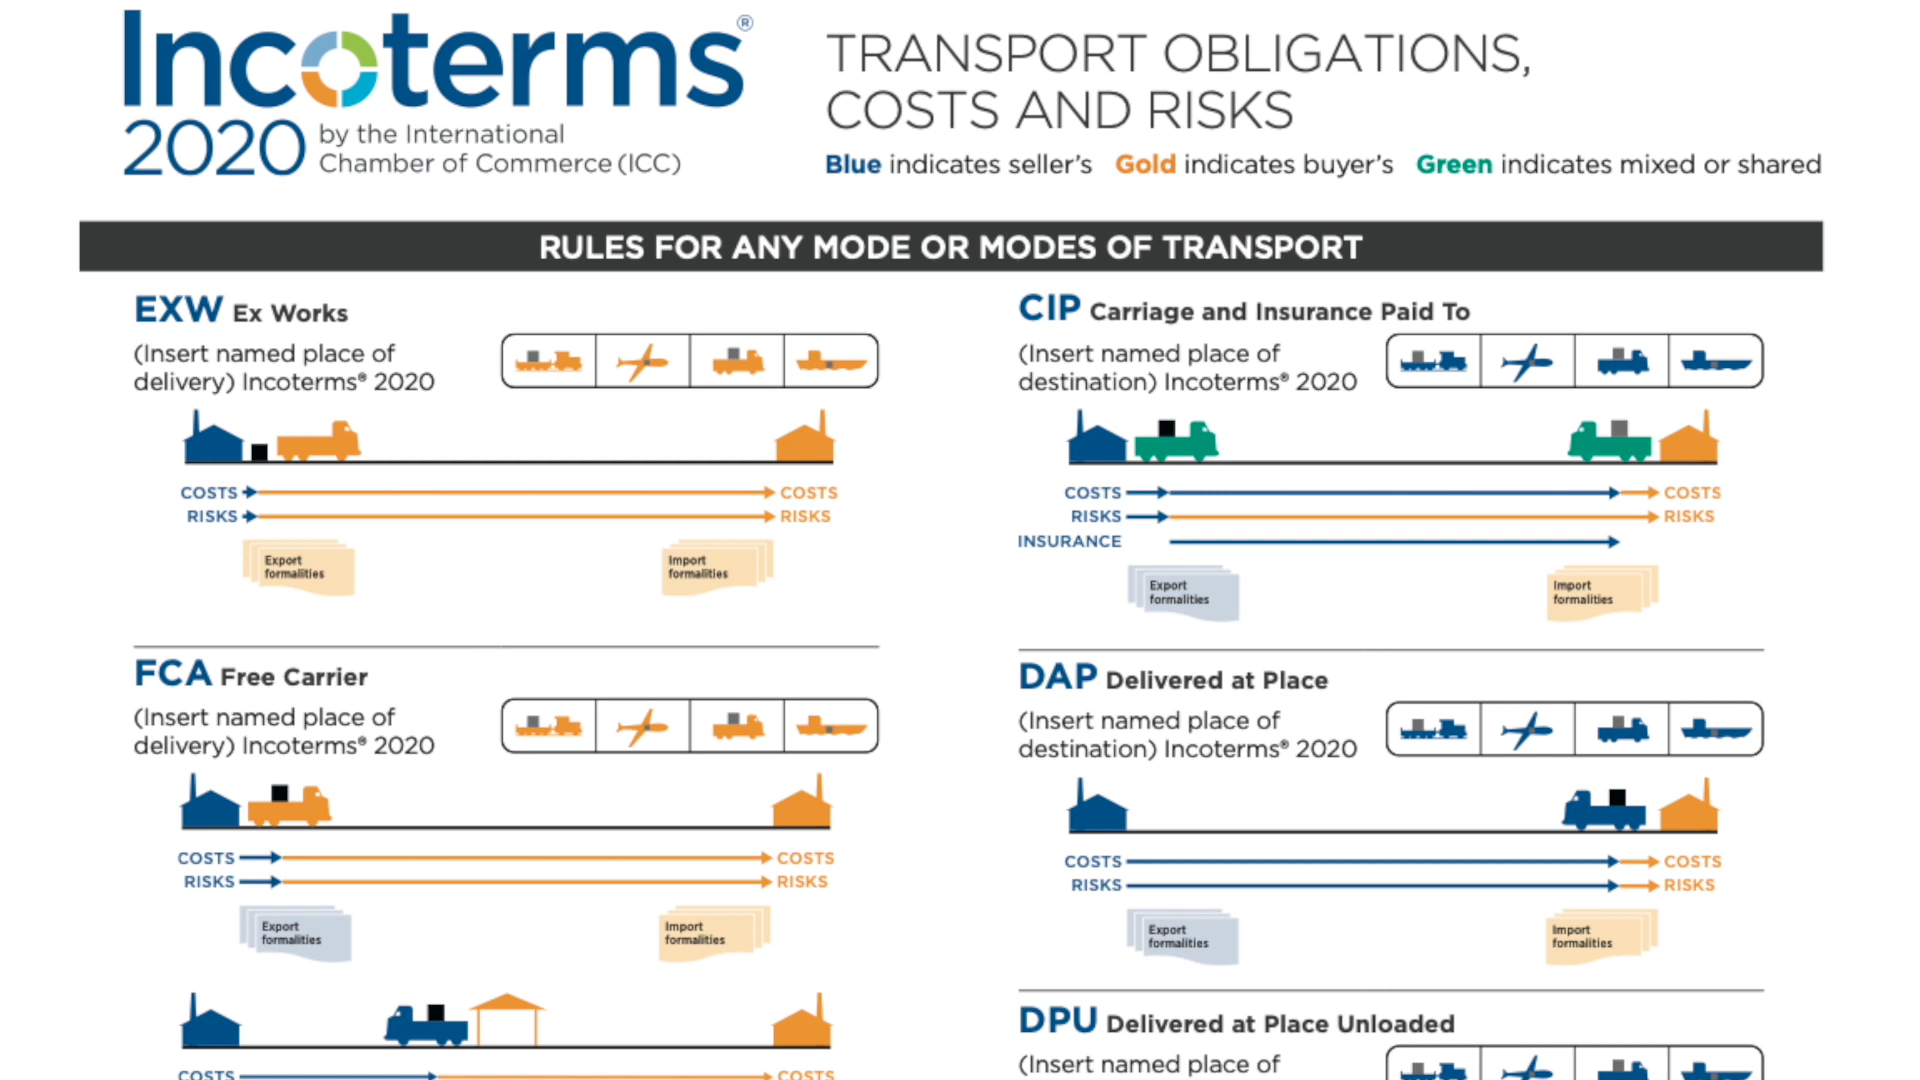 Incoterms®
2020 by the International
Chamber of Commerce (ICC)
TRANSPORT OBLIGATIONS,
COSTS AND RISKS
Blue indicates seller's Gold indicates buyer's Green indicates mixed or shared
RULES FOR ANY MODE OR MODES OF TRANSPORT
EXW Ex Works
(Insert named place of
delivery) Incoterms® 2020
COSTS COSTS
RISKS RISKS
Export
formalities
Import
formalities
FCA Free Carrier
(Insert named place of
delivery) Incoterms® 2020
COSTS COSTS
RISKS RISKS
Export
formalities
Import
formalities
COSTS COSTS
CIP Carriage and Insurance Paid To
(Insert named place of
destination) Incoterms® 2020
COSTS COSTS
RISKS RISKS
INSURANCE
Export
formalities
Import
formalities
DAP Delivered at Place
(Insert named place of
destination) Incoterms® 2020
COSTS COSTS
RISKS RISKS
Export
formalities
Import
formalities
DPU Delivered at Place Unloaded
(Insert named place of